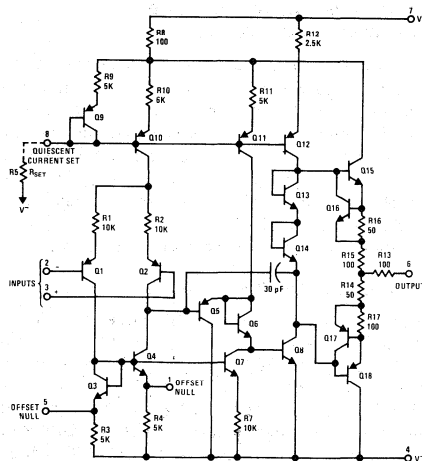 7
V
R8
100
R12
2.5K
R9
5K
R10
6K
R11
5K
8
Q9
Q10
Q11
Q12
QUIESCENT
CURRENT SET
R5
RSET
V-
Q13
Q15
Q16
R16
50
R1
10K
R2
10K
Q14
R15
100
R13
100
6
OUTPUT
2 -
INPUTS
3 +
Q1
Q2
30 pF
R14
50
R17
100
Q5
Q6
Q17
Q18
Q3
Q4
Q7
Q8
1
OFFSET
NULL
OFFSET
NULL
5
R3
5K
R4
5K
R7
10K
4
V-